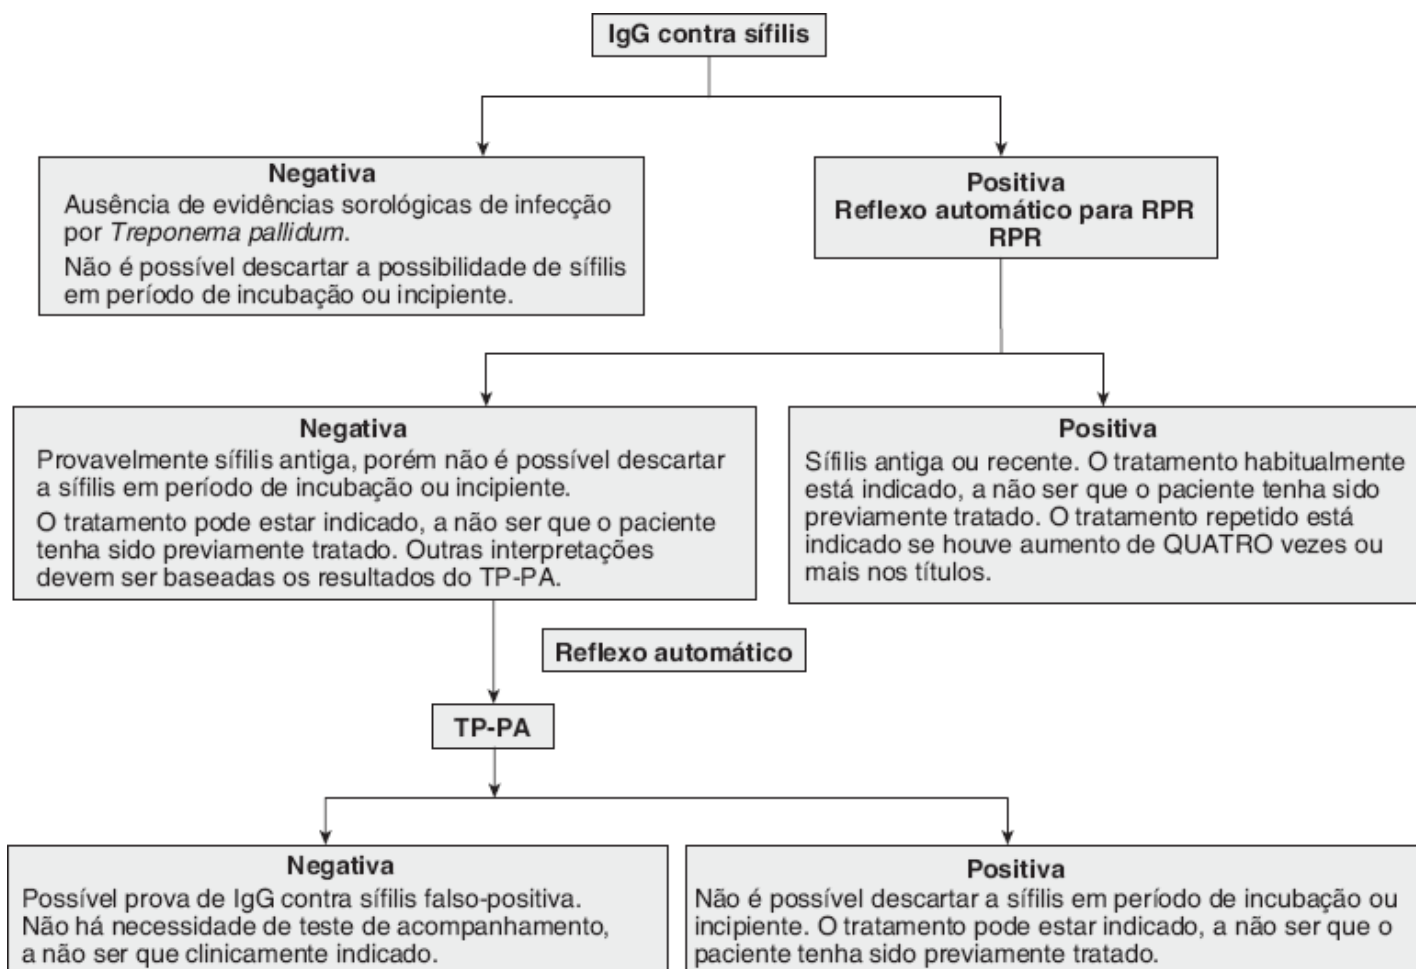 IgG contra sífilis
Negativa
Ausência de evidências sorológicas de infecção
por Treponema pallidum.
Não é possível descartar a possibilidade de sífilis
em período de incubação ou incipiente.
Positiva
Reflexo automático para RPR
RPR
Negativa
Provavelmente sífilis antiga, porém não é possível descartar
a sífilis em período de incubação ou incipiente.
O tratamento pode estar indicado, a não ser que o paciente
tenha sido previamente tratado. Outras interpretações
devem ser baseadas os resultados do TP-PA.
Positiva
Sífilis antiga ou recente. O tratamento habitualmente
está indicado, a não ser que o paciente tenha sido
previamente tratado. O tratamento repetido está
indicado se houve aumento de QUATRO vezes ou
mais nos títulos.
Reflexo automático
TP-PA
Negativa
Possível prova de IgG contra sífilis falso-positiva.
Não há necessidade de teste de acompanhamento,
a não ser que clinicamente indicado.
Positiva
Não é possível descartar a sífilis em período de incubação ou
incipiente. O tratamento pode estar indicado, a não ser que o
paciente tenha sido previamente tratado.